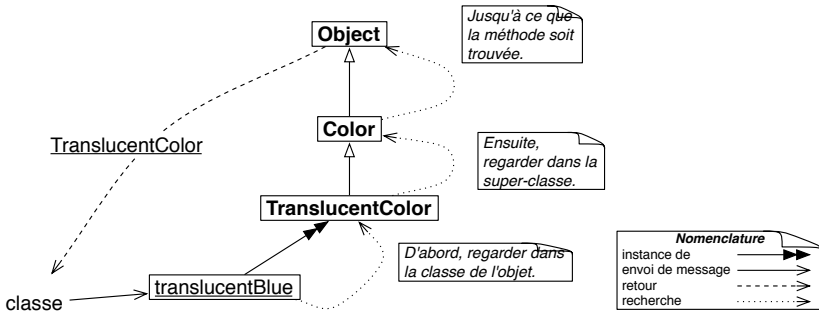 Jusqu'à ce que
la méthode soit
trouvée.
Object
Color
TranslucentColor
Ensuite,
regarder dans la
super-classe.
TranslucentColor
D'abord, regarder dans
la classe de l'objet.
classe
translucentBlue
Nomenclature
instance de
envoi de message
retour
recherche